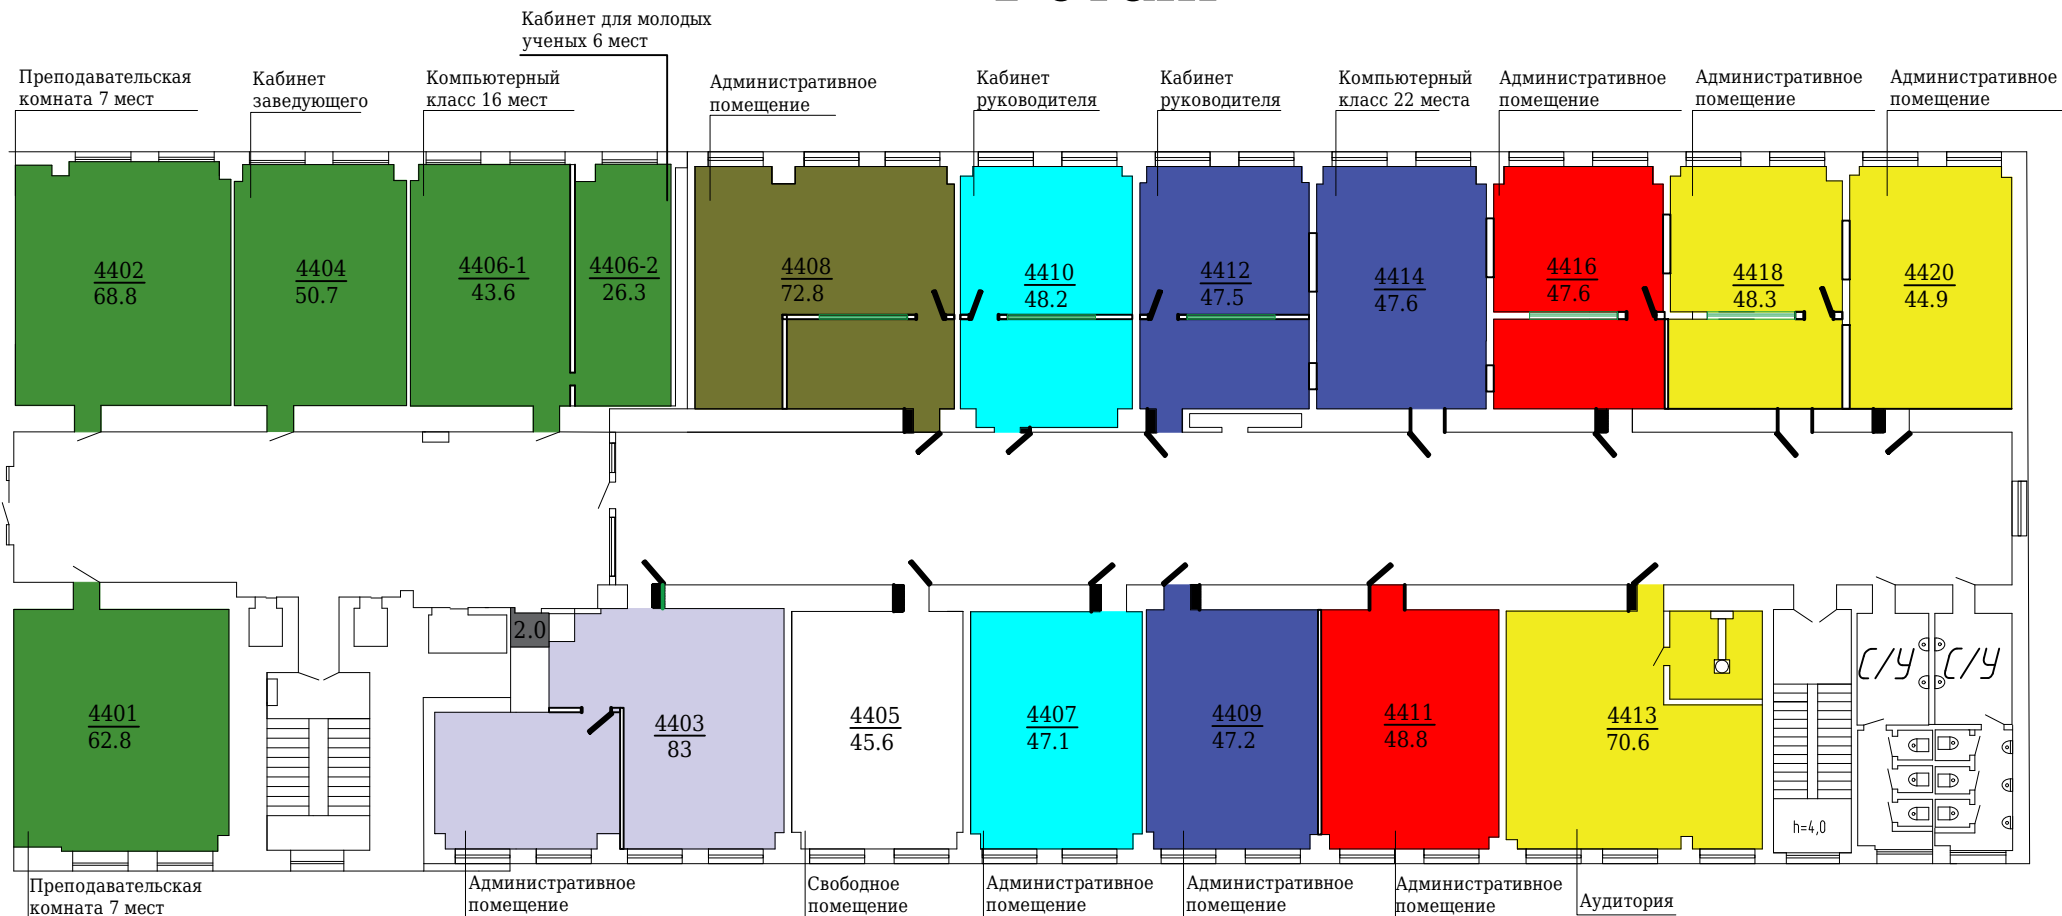 Кабинет для молодых
ученых 6 мест
Преподавательская
комната 7 мест
Кабинет
заведующего
Компьютерный
класс 16 мест
Административное
помещение
Кабинет
руководителя
Кабинет
руководителя
Компьютерный
класс 22 места
Административное
помещение
Административное
помещение
Административное
помещение
4402
68.8
4404
50.7
4406-1
43.6
4406-2
26.3
4408
72.8
4410
48.2
4412
47.5
4414
47.6
4416
47.6
4418
48.3
4420
44.9
2.0
4401
62.8
4403
83
4405
45.6
4407
47.1
4409
47.2
4411
48.8
4413
70.6
С/У
С/У
h=4,0
Преподавательская
комната 7 мест
Административное
помещение
Свободное
помещение
Административное
помещение
Административное
помещение
Административное
помещение
Аудитория